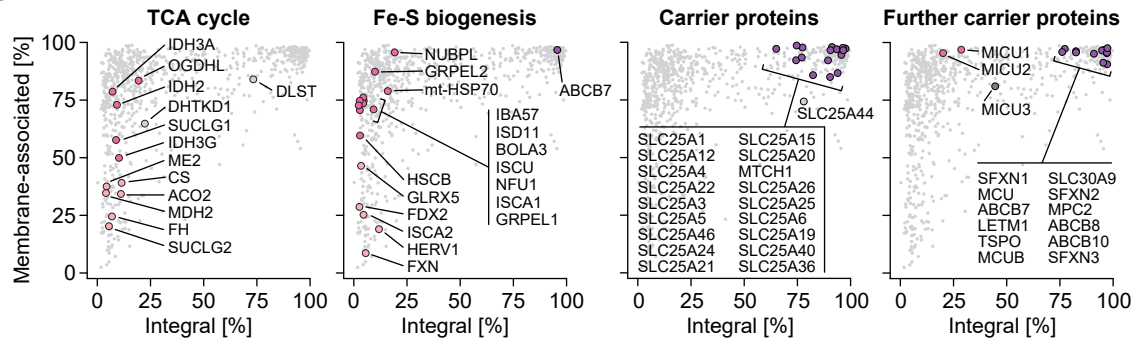 TCA cycle
Fe-S biogenesis
Carrier proteins
Further carrier proteins
Membrane-associated [%]
100
75
50
25
0
IDH3A
OGDHL
IDH2
DHTKD1
SUCLG1
IDH3G
ME2
CS
ACO2
MDH2
FH
SUCLG2
DLST
0 25 50 75 100
Integral [%]
NUBPL
GRPEL2
mt-HSP70
ABCB7
IBA57
ISD11
BOLA3
ISCU
NFU1
ISCA1
GRPEL1
HSCB
GLRX5
FDX2
ISCA2
HERV1
FXN
0 25 50 75 100
Integral [%]
SLC25A44
SLC25A1 SLC25A15
SLC25A12 SLC25A20
SLC25A4 MTCH1
SLC25A22 SLC25A26
SLC25A3 SLC25A25
SLC25A5 SLC25A6
SLC25A46 SLC25A19
SLC25A24 SLC25A40
SLC25A21 SLC25A36
0 25 50 75 100
Integral [%]
MICU1
MICU2
MICU3
SFXN1 SLC30A9
MCU SFXN2
ABCB7 MPC2
LETM1 ABCB8
TSPO ABCB10
MCUB SFXN3
0 25 50 75 100
Integral [%]